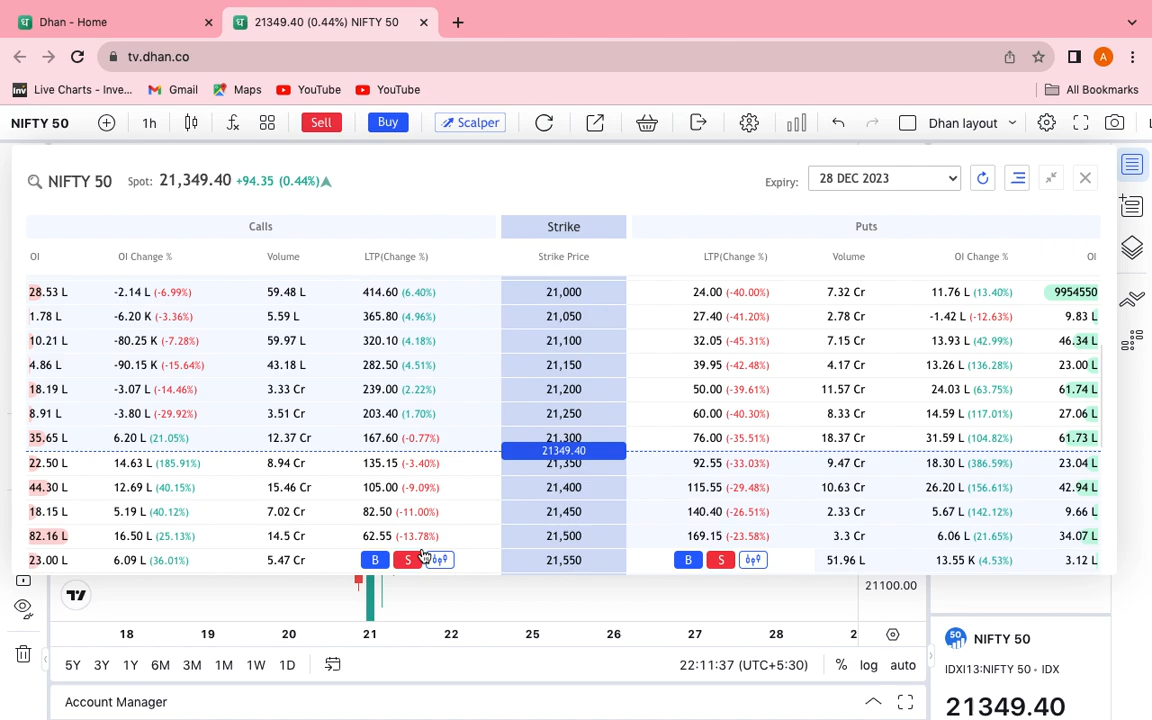 Dhan - Home
21349.40 (0.44%) NIFTY 50
tv.dhan.co
A
Inv Live Charts - Inve... Gmail Maps YouTube YouTube All Bookmarks
NIFTY 50 1h Sell Buy Scalper Dhan layout
NIFTY 50 Spot: 21,349.40 +94.35 (0.44%) Expiry: 28 DEC 2023
Calls Strike Puts
OI OI Change % Volume LTP(Change %) Strike Price LTP(Change %) Volume OI Change % OI
28.53 L -2.14 L (-6.99%) 59.48 L 414.60 (6.40%) 21,000 24.00 (-40.00%) 7.32 Cr 11.76 L (13.40%) 9954550
1.78 L -6.20 K (-3.36%) 5.59 L 365.80 (4.96%) 21,050 27.40 (-41.20%) 2.78 Cr -1.42 L (-12.63%) 9.83 L
10.21 L -80.25 K (-7.28%) 59.97 L 320.10 (4.18%) 21,100 32.05 (-45.31%) 7.15 Cr 13.93 L (42.99%) 46.34 L
4.86 L -90.15 K (-15.64%) 43.18 L 282.50 (4.51%) 21,150 39.95 (-42.48%) 4.17 Cr 13.26 L (136.28%) 23.00 L
18.19 L -3.07 L (-14.46%) 3.33 Cr 239.00 (2.22%) 21,200 50.00 (-39.61%) 11.57 Cr 24.03 L (63.75%) 61.74 L
8.91 L -3.80 L (-29.92%) 3.51 Cr 203.40 (1.70%) 21,250 60.00 (-40.30%) 8.33 Cr 14.59 L (117.01%) 27.06 L
35.65 L 6.20 L (21.05%) 12.37 Cr 167.60 (-0.77%) 21,300 76.00 (-35.51%) 18.37 Cr 31.59 L (104.82%) 61.73 L
21349.40
22.50 L 14.63 L (185.91%) 8.94 Cr 135.15 (-3.40%) 21,350 92.55 (-33.03%) 9.47 Cr 18.30 L (386.59%) 23.04 L
44.30 L 12.69 L (40.15%) 15.46 Cr 105.00 (-9.09%) 21,400 115.55 (-29.48%) 10.63 Cr 26.20 L (156.61%) 42.94 L
18.15 L 5.19 L (40.12%) 7.02 Cr 82.50 (-11.00%) 21,450 140.40 (-26.51%) 2.33 Cr 5.67 L (142.12%) 9.66 L
82.16 L 16.50 L (25.13%) 14.5 Cr 62.55 (-13.78%) 21,500 169.15 (-23.58%) 3.33 Cr 6.06 L (21.65%) 34.07 L
23.00 L 6.09 L (36.01%) 5.47 Cr B S 21,550 B S 51.96 L 13.55 K (4.53%) 3.12 L
21100.00
18 19 20 21 22 25 26 27 28 2
50 NIFTY 50
5Y 3Y 1Y 6M 3M 1M 1W 1D 22:11:37 (UTC+5:30) % log auto
IDXI13:NIFTY 50 • IDX
Account Manager
21349.40